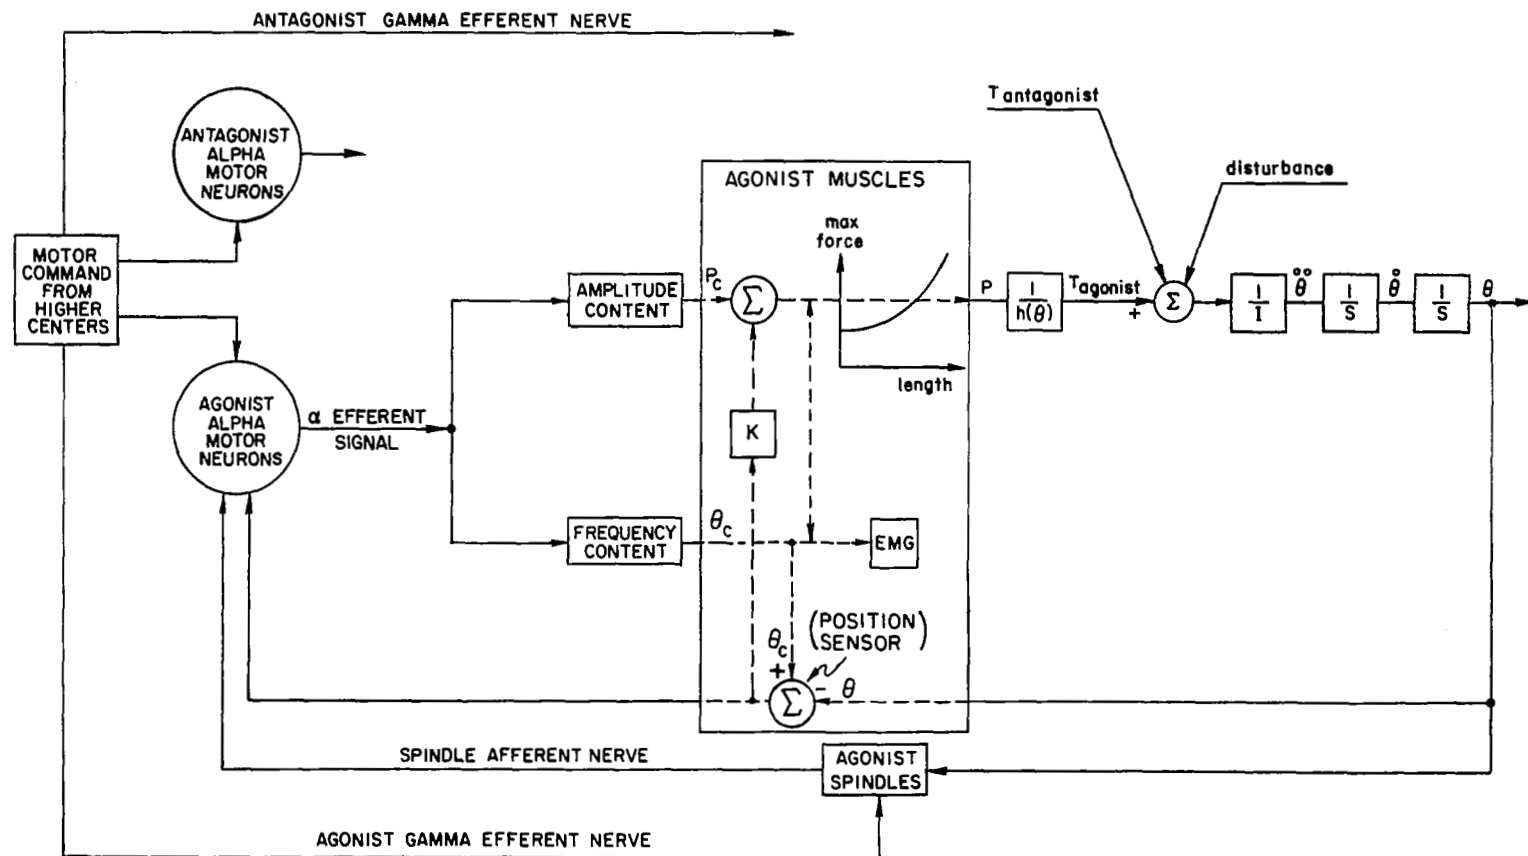 ANTAGONIST GAMMA EFFERENT NERVE
ANTAGONIST
ALPHA
MOTOR
NEURONS
MOTOR
COMMAND
FROM
HIGHER
CENTERS
AGONIST
ALPHA
MOTOR
NEURONS
α EFFERENT
SIGNAL
AMPLITUDE
CONTENT
FREQUENCY
CONTENT
P_c
θ_c
AGONIST MUSCLES
max
force
length
Σ
K
EMG
θ_c
+
(POSITION
SENSOR)
Σ
- θ
P
1
h(θ)
T agonist
+
T antagonist
disturbance
Σ
1
I
θ̈
1
S
θ̇
1
S
θ
SPINDLE AFFERENT NERVE
AGONIST
SPINDLES
AGONIST GAMMA EFFERENT NERVE